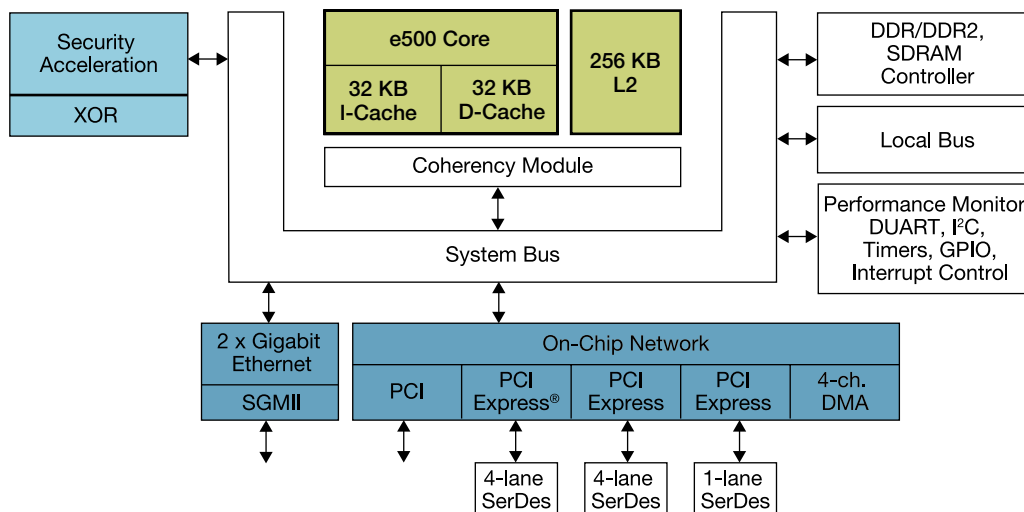 Security
Acceleration
XOR
e500 Core
32 KB
I-Cache
32 KB
D-Cache
256 KB
L2
Coherency Module
System Bus
DDR/DDR2,
SDRAM
Controller
Local Bus
Performance Monitor
DUART, I²C,
Timers, GPIO,
Interrupt Control
2 x Gigabit
Ethernet
SGMII
On-Chip Network
PCI
PCI
Express®
PCI
Express
PCI
Express
4-ch.
DMA
4-lane
SerDes
4-lane
SerDes
1-lane
SerDes